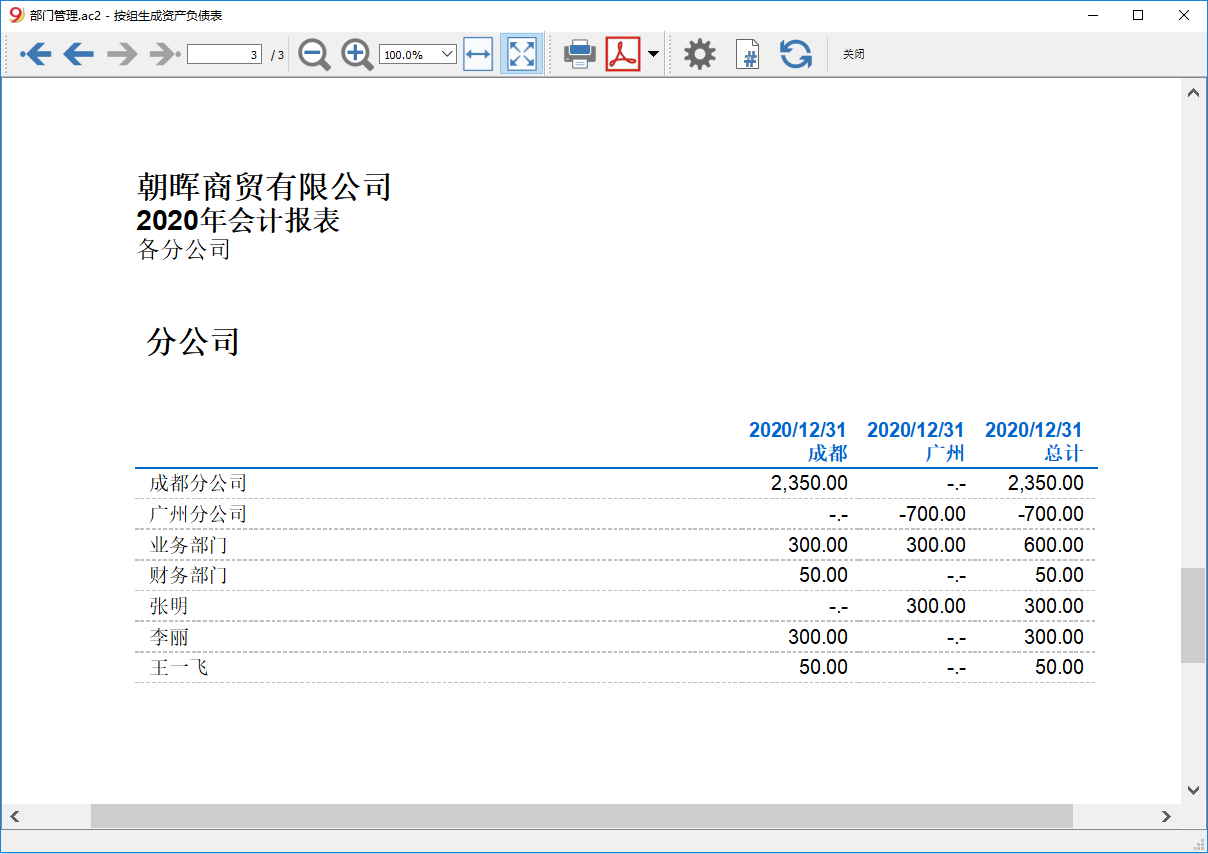 部门管理.ac2 - 按组生成资产负债表
3 / 3 100.0% 关闭
朝晖商贸有限公司
2020年会计报表
各分公司
分公司
2020/12/31 2020/12/31 2020/12/31
成都 广州 总计
成都分公司 2,350.00 -.- 2,350.00
广州分公司 -.- -700.00 -700.00
业务部门 300.00 300.00 600.00
财务部门 50.00 -.- 50.00
张明 -.- 300.00 300.00
李丽 300.00 -.- 300.00
王一飞 50.00 -.- 50.00